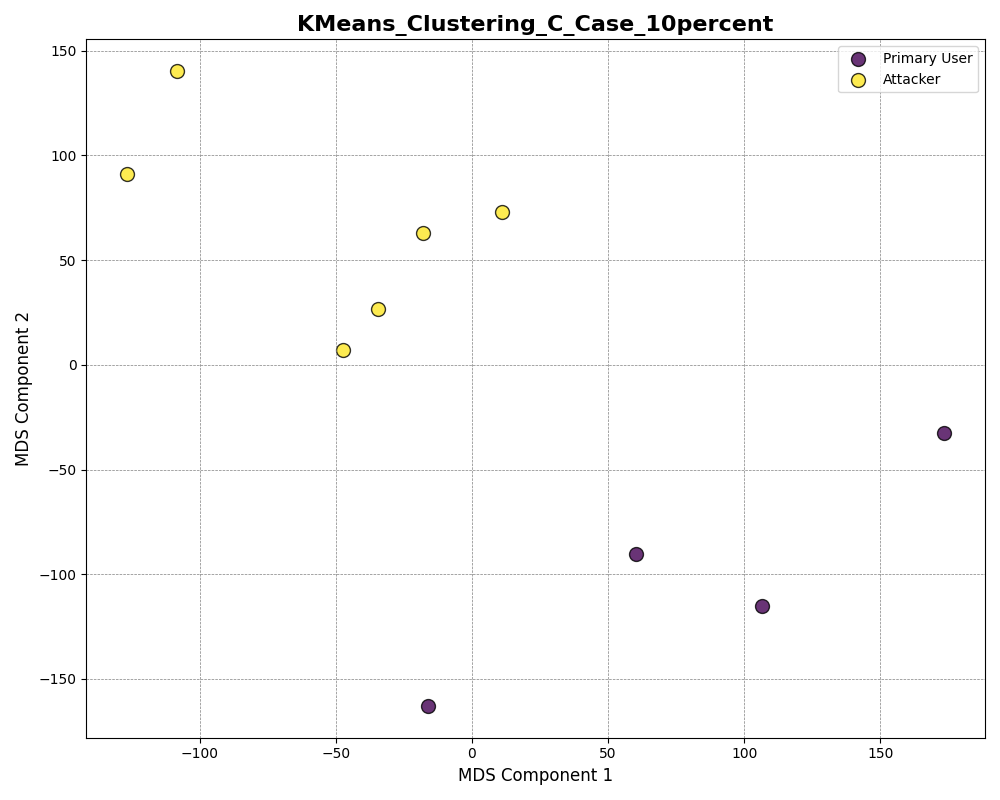 KMeans_Clustering_C_Case_10percent
Primary User
Attacker
MDS Component 2
150
100
50
0
−50
−100
−150
−100
−50
0
50
100
150
MDS Component 1